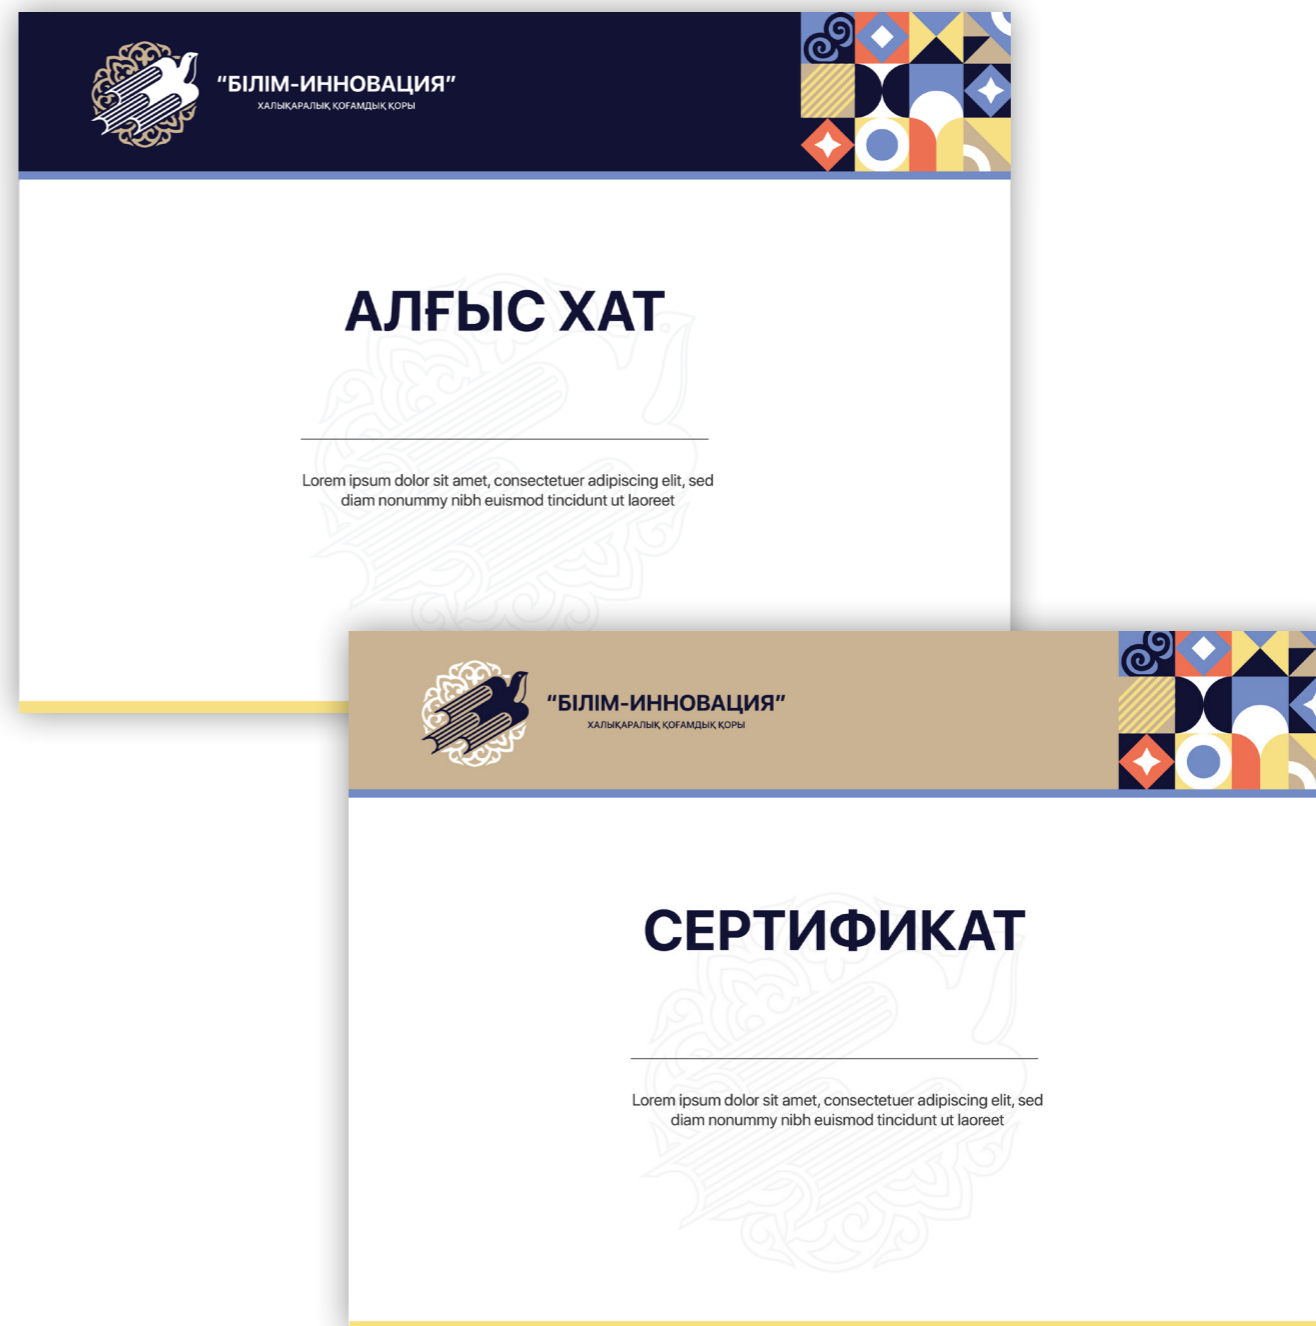 “БІЛІМ-ИННОВАЦИЯ”
ХАЛЫҚАРАЛЫҚ ҚОҒАМДЫҚ ҚОРЫ
АЛҒЫС ХАТ
Lorem ipsum dolor sit amet, consectetuer adipiscing elit, sed
diam nonummy nibh euismod tincidunt ut laoreet
“БІЛІМ-ИННОВАЦИЯ”
ХАЛЫҚАРАЛЫҚ ҚОҒАМДЫҚ ҚОРЫ
СЕРТИФИКАТ
Lorem ipsum dolor sit amet, consectetuer adipiscing elit, sed
diam nonummy nibh euismod tincidunt ut laoreet